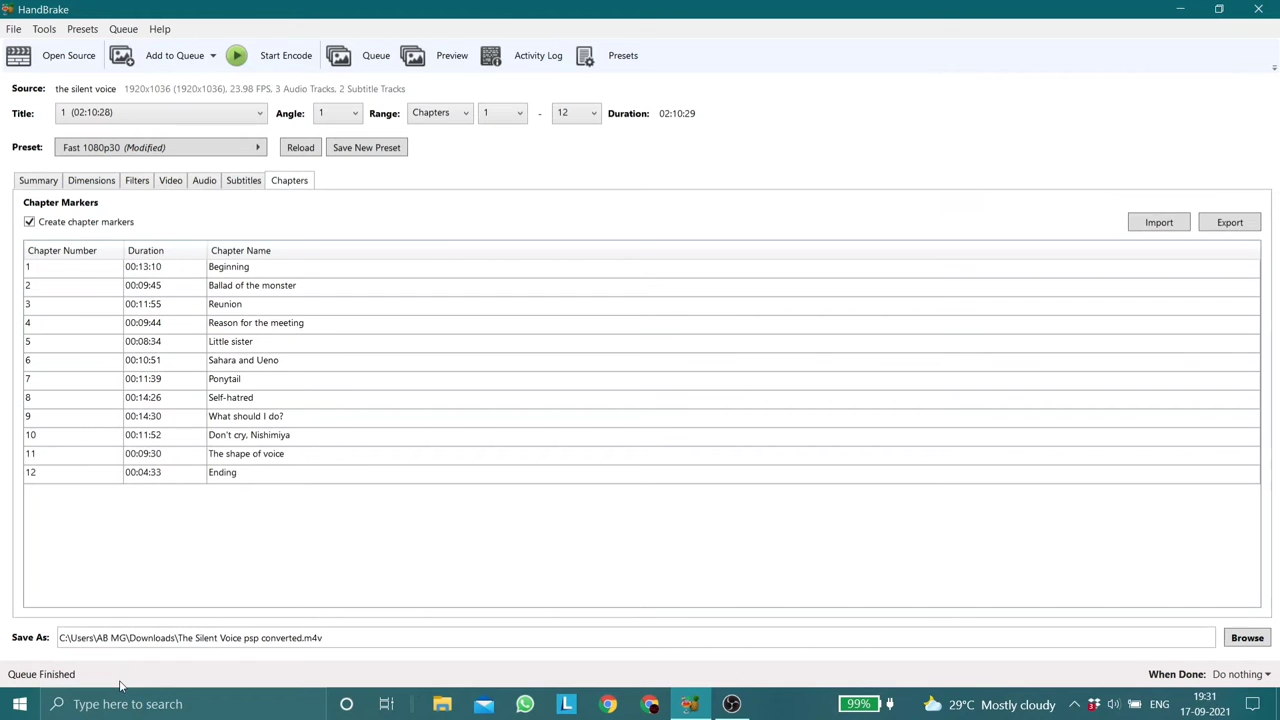 HandBrake
File Tools Presets Queue Help
Open Source Add to Queue Start Encode Queue Preview Activity Log Presets
Source: the silent voice 1920x1036 (1920x1036), 23.98 FPS, 3 Audio Tracks, 2 Subtitle Tracks
Title: 1 (02:10:28) Angle: 1 Range: Chapters 1 - 12 Duration: 02:10:29
Preset: Fast 1080p30 (Modified) Reload Save New Preset
Summary Dimensions Filters Video Audio Subtitles Chapters
Chapter Markers
Create chapter markers Import Export
Chapter Number Duration Chapter Name
1 00:13:10 Beginning
2 00:09:45 Ballad of the monster
3 00:11:55 Reunion
4 00:09:44 Reason for the meeting
5 00:08:34 Little sister
6 00:10:51 Sahara and Ueno
7 00:11:39 Ponytail
8 00:14:26 Self-hatred
9 00:14:30 What should I do?
10 00:11:52 Don't cry, Nishimiya
11 00:09:30 The shape of voice
12 00:04:33 Ending
Save As: C:\Users\AB MG\Downloads\The Silent Voice psp converted.m4v Browse
Queue Finished When Done: Do nothing
Type here to search L 99% 29°C Mostly cloudy ENG 19:31
17-09-2021